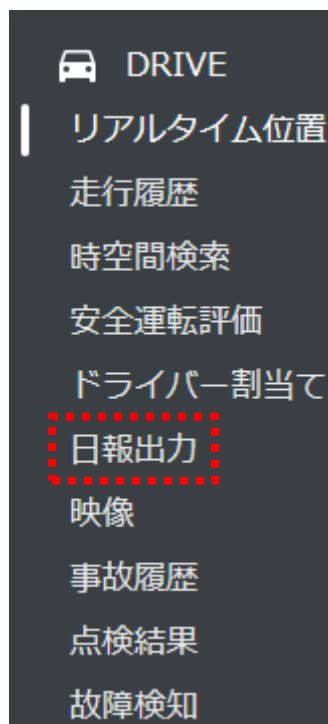 DRIVE
リアルタイム位置
走行履歴
時空間検索
安全運転評価
ドライバー割当て
日報出力
映像
事故履歴
点検結果
故障検知